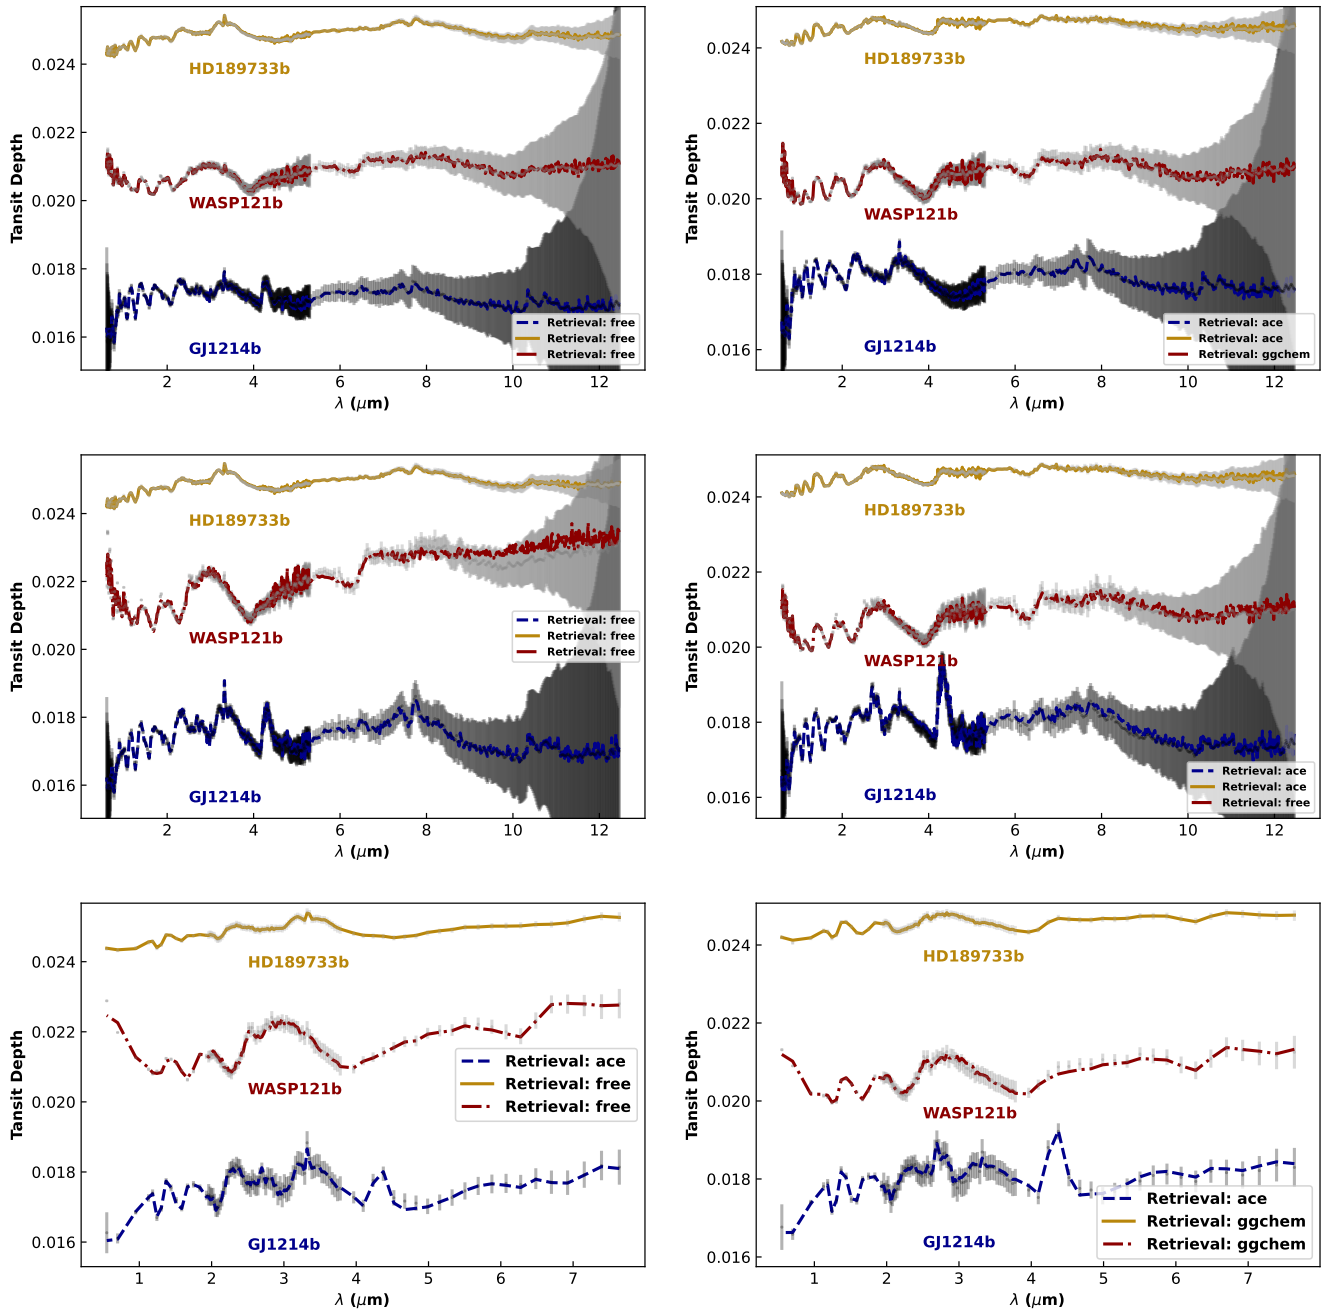 0.024
0.022
0.020
0.018
0.016
Tansit Depth
HD189733b
WASP121b
GJ1214b
Retrieval: free
Retrieval: free
Retrieval: free
2 4 6 8 10 12
λ (μm)
0.024
0.022
0.020
0.018
0.016
Tansit Depth
HD189733b
WASP121b
GJ1214b
Retrieval: ace
Retrieval: ace
Retrieval: ggchem
2 4 6 8 10 12
λ (μm)
0.024
0.022
0.020
0.018
0.016
Tansit Depth
HD189733b
WASP121b
GJ1214b
Retrieval: free
Retrieval: free
Retrieval: free
2 4 6 8 10 12
λ (μm)
0.024
0.022
0.020
0.018
0.016
Tansit Depth
HD189733b
WASP121b
GJ1214b
Retrieval: ace
Retrieval: ace
Retrieval: free
2 4 6 8 10 12
λ (μm)
0.024
0.022
0.020
0.018
0.016
Tansit Depth
HD189733b
WASP121b
GJ1214b
Retrieval: ace
Retrieval: free
Retrieval: free
1 2 3 4 5 6 7
λ (μm)
0.024
0.022
0.020
0.018
0.016
Tansit Depth
HD189733b
WASP121b
GJ1214b
Retrieval: ace
Retrieval: ggchem
Retrieval: ggchem
1 2 3 4 5 6 7
λ (μm)